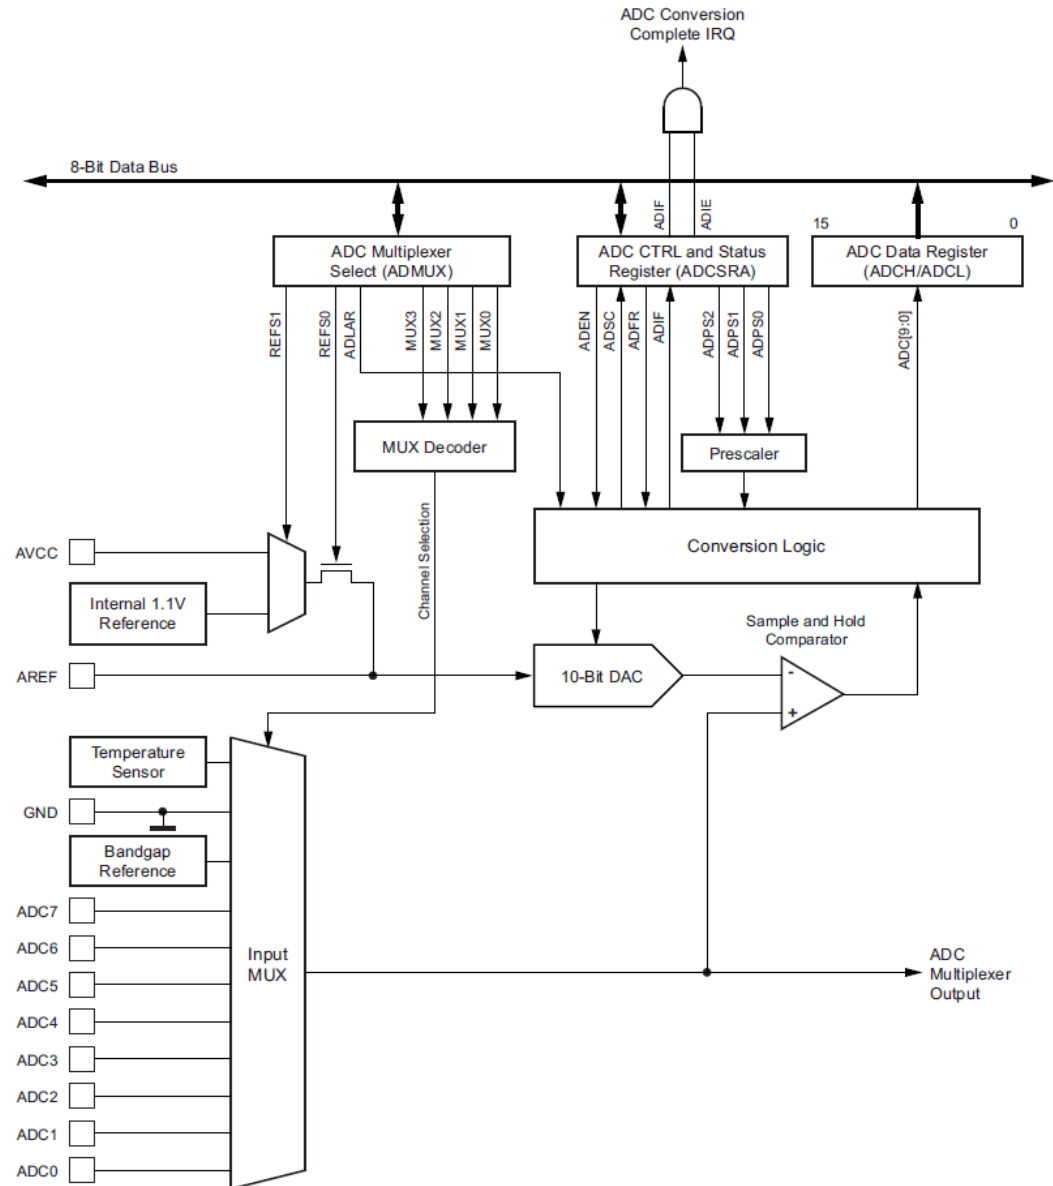 ADC Conversion
Complete IRQ
8-Bit Data Bus
ADIF
ADIE
15
0
ADC Multiplexer
Select (ADMUX)
ADC CTRL and Status
Register (ADCSRA)
ADC Data Register
(ADCH/ADCL)
REFS1
REFS0
ADLAR
MUX3
MUX2
MUX1
MUX0
ADEN
ADSC
ADFR
ADIF
ADPS2
ADPS1
ADPS0
ADC[9:0]
MUX Decoder
Prescaler
Channel Selection
Conversion Logic
AVCC
Internal 1.1V
Reference
Sample and Hold
Comparator
AREF
10-Bit DAC
-
+
Temperature
Sensor
GND
Bandgap
Reference
ADC7
ADC6
ADC5
ADC4
ADC3
ADC2
ADC1
ADC0
Input
MUX
ADC
Multiplexer
Output